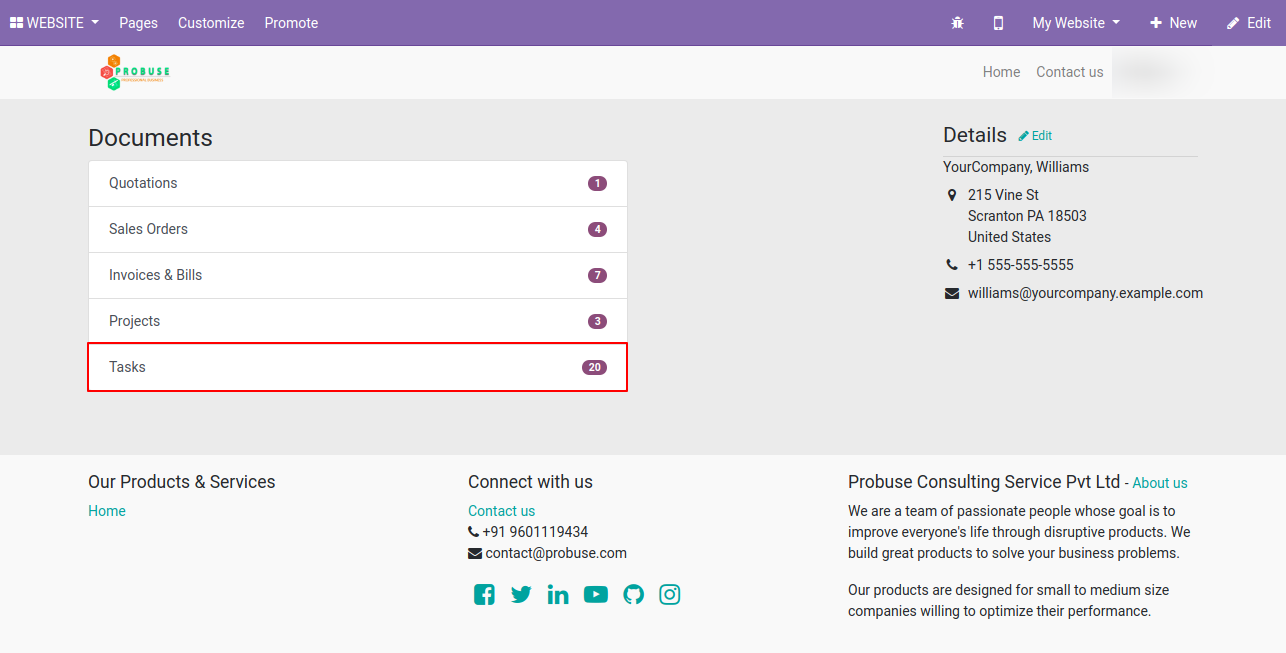 WEBSITE Pages Customize Promote My Website New Edit
PROBUSE
Home Contact us
Documents
Quotations 1
Sales Orders 4
Invoices & Bills 7
Projects 3
Tasks 20
Details Edit
YourCompany, Williams
215 Vine St
Scranton PA 18503
United States
+1 555-555-5555
williams@yourcompany.example.com
Our Products & Services
Home
Connect with us
Contact us
+91 9601119434
contact@probuse.com
Probuse Consulting Service Pvt Ltd - About us
We are a team of passionate people whose goal is to
improve everyone's life through disruptive products. We
build great products to solve your business problems.
Our products are designed for small to medium size
companies willing to optimize their performance.